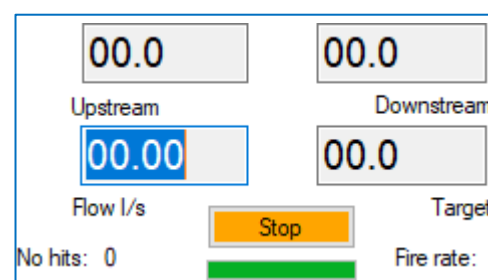 00.0 00.0
Upstream Downstream
00.00 00.0
Flow l/s Target
Stop
No hits: 0 Fire rate: